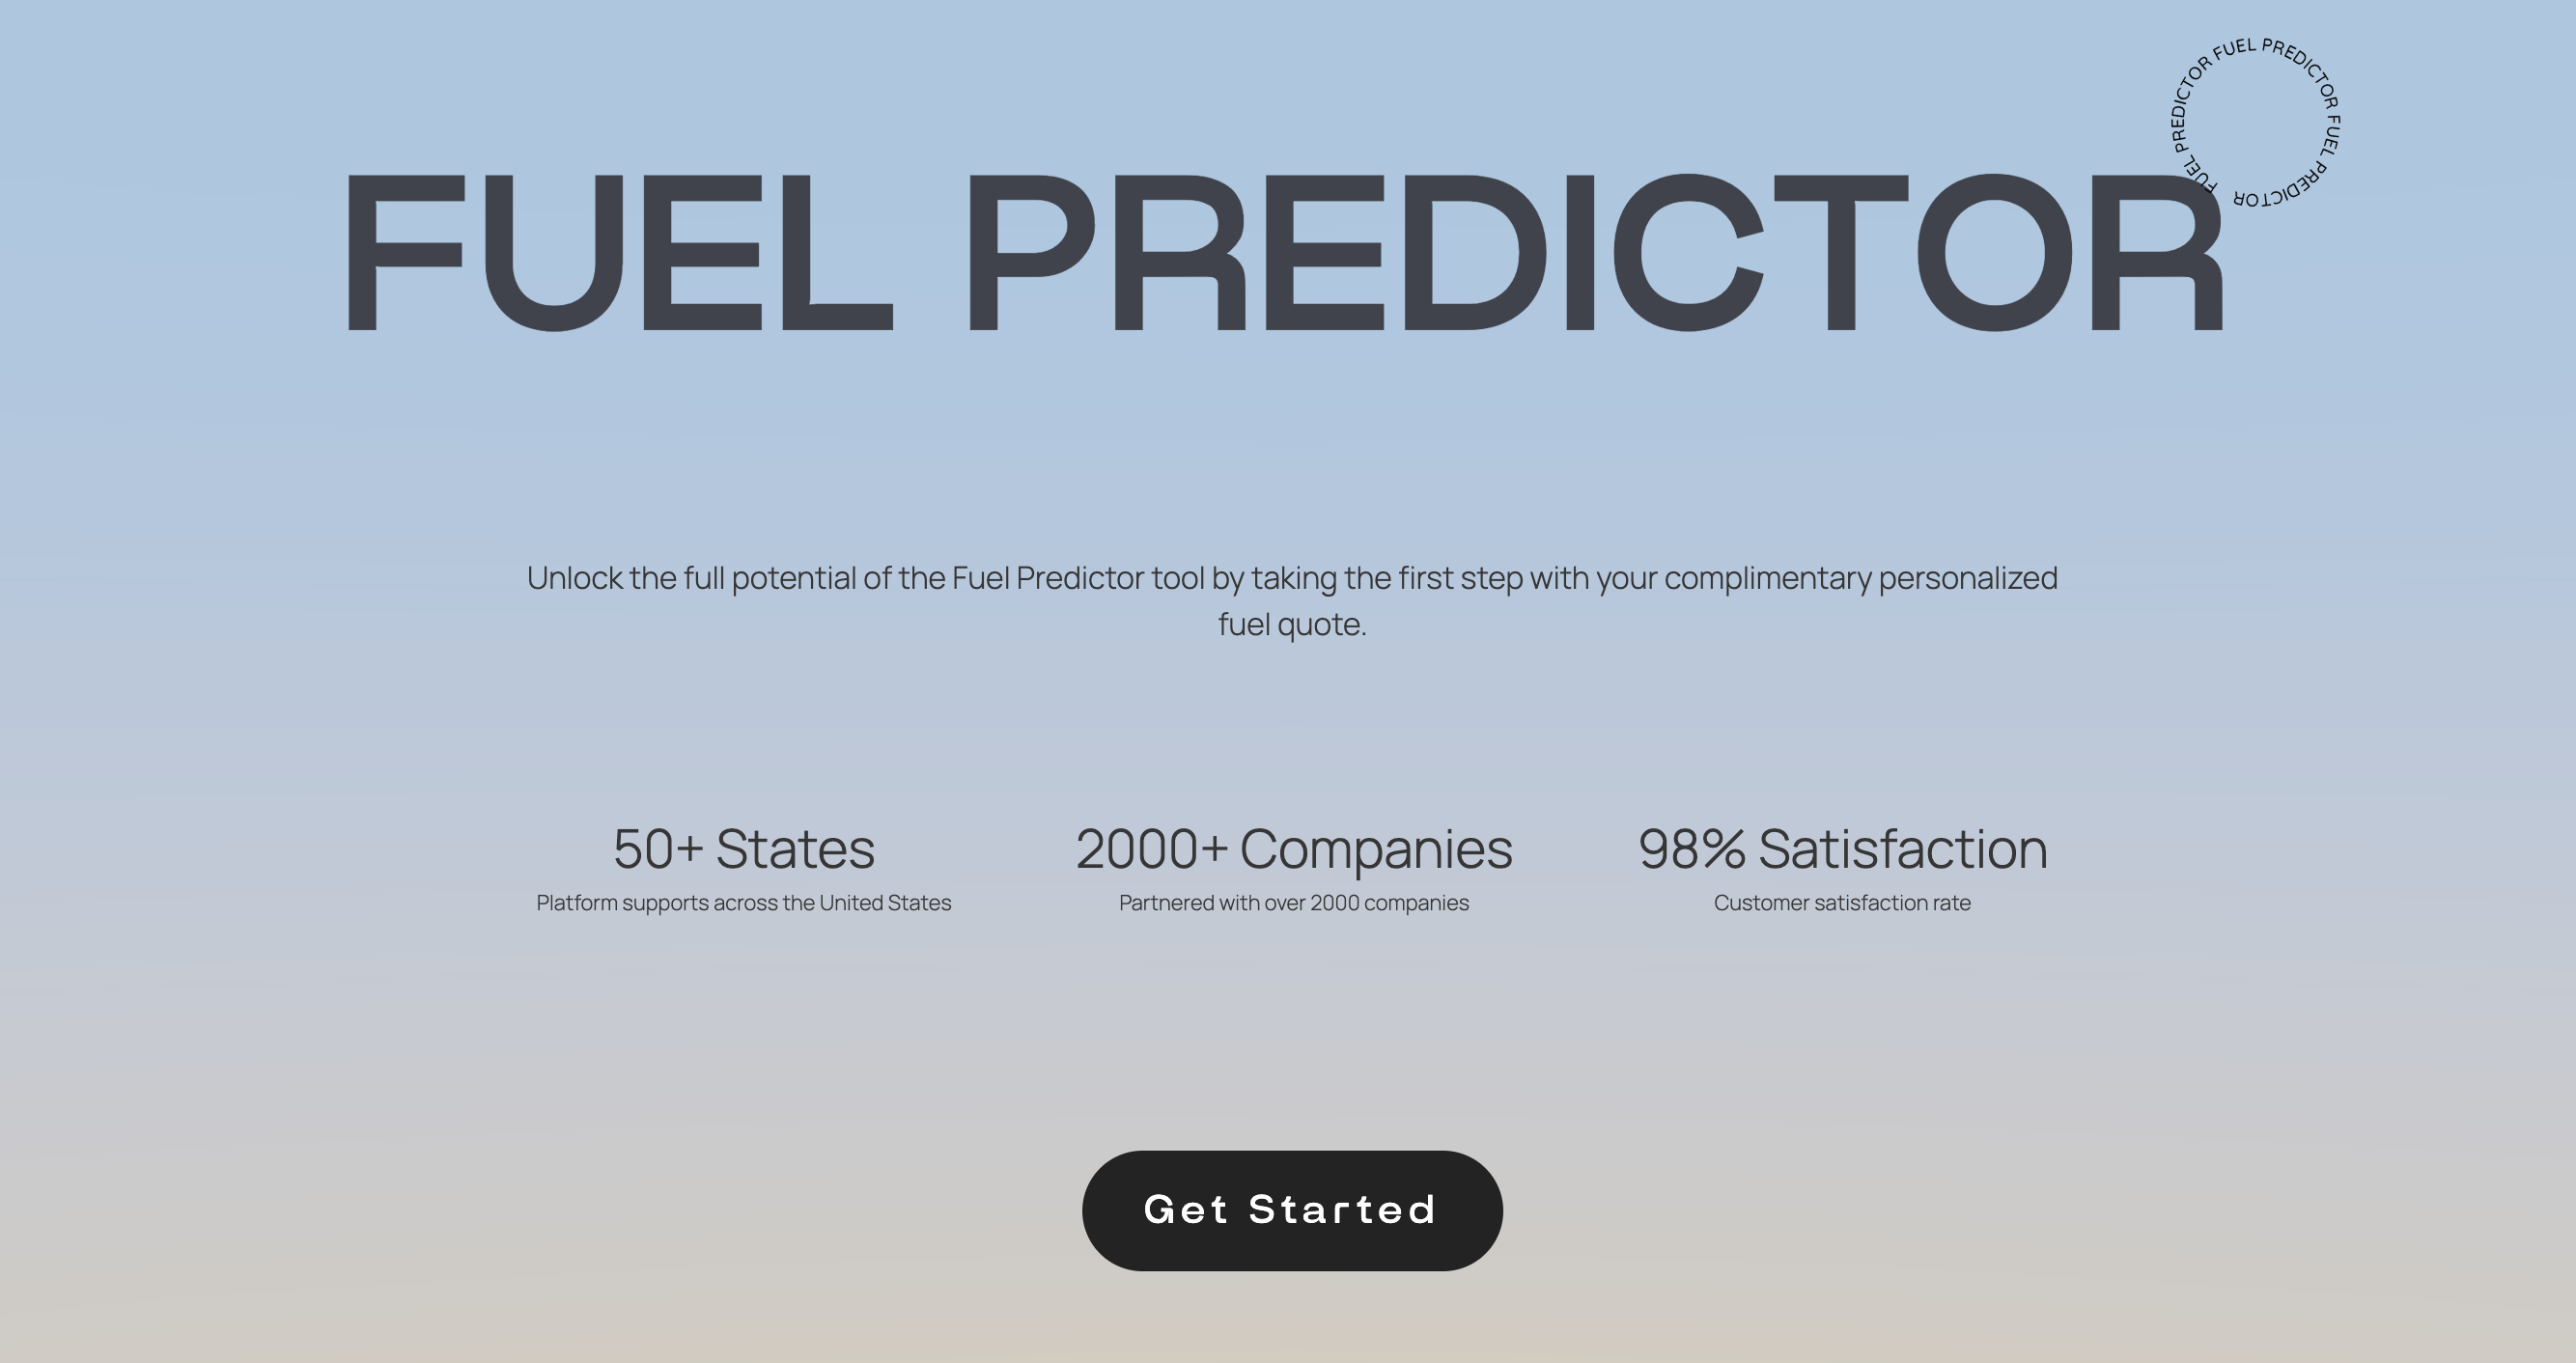 FUEL PREDICTOR FUEL PREDICTOR FUEL PREDICTOR
FUEL PREDICTOR
Unlock the full potential of the Fuel Predictor tool by taking the first step with your complimentary personalized
fuel quote.
50+ States
Platform supports across the United States
2000+ Companies
Partnered with over 2000 companies
98% Satisfaction
Customer satisfaction rate
Get Started